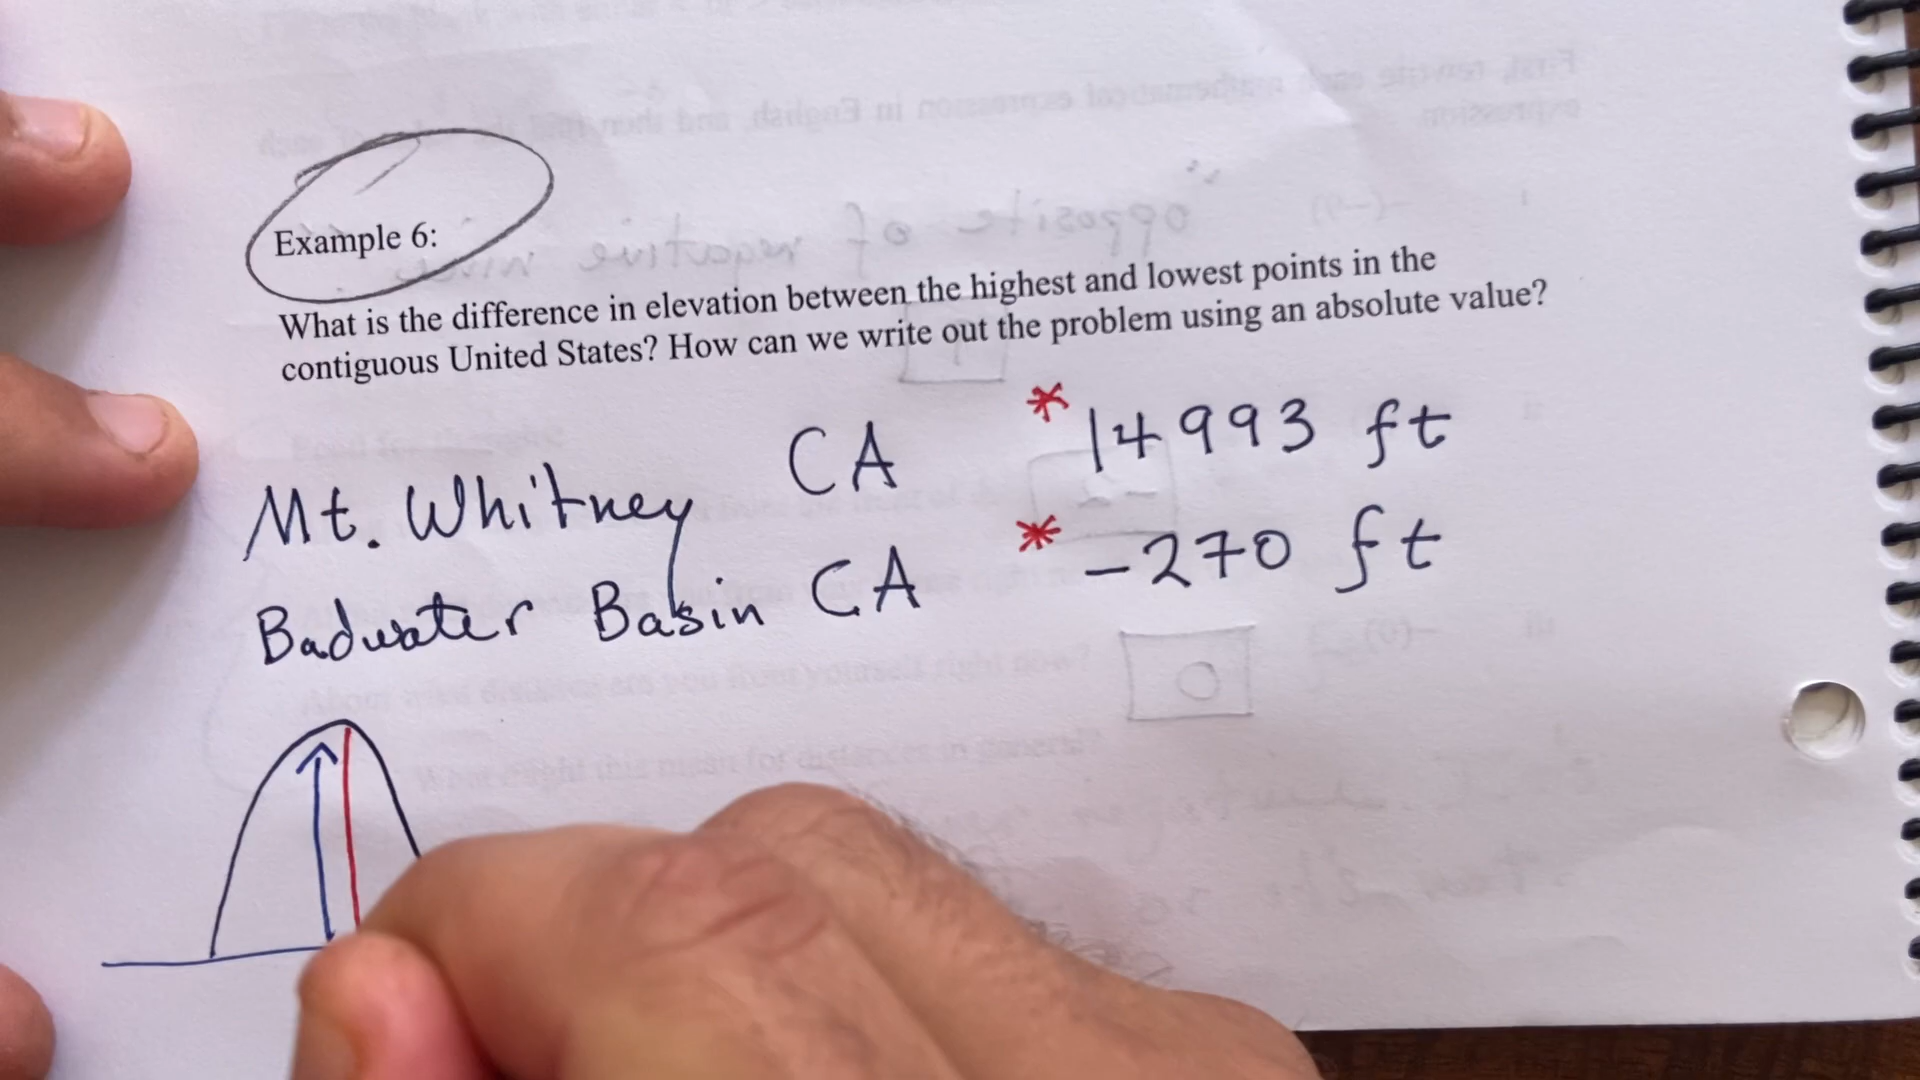 Example 6:
What is the difference in elevation between the highest and lowest points in the
contiguous United States? How can we write out the problem using an absolute value?
Mt. Whitney CA * 14993 ft
Badwater Basin CA * -270 ft